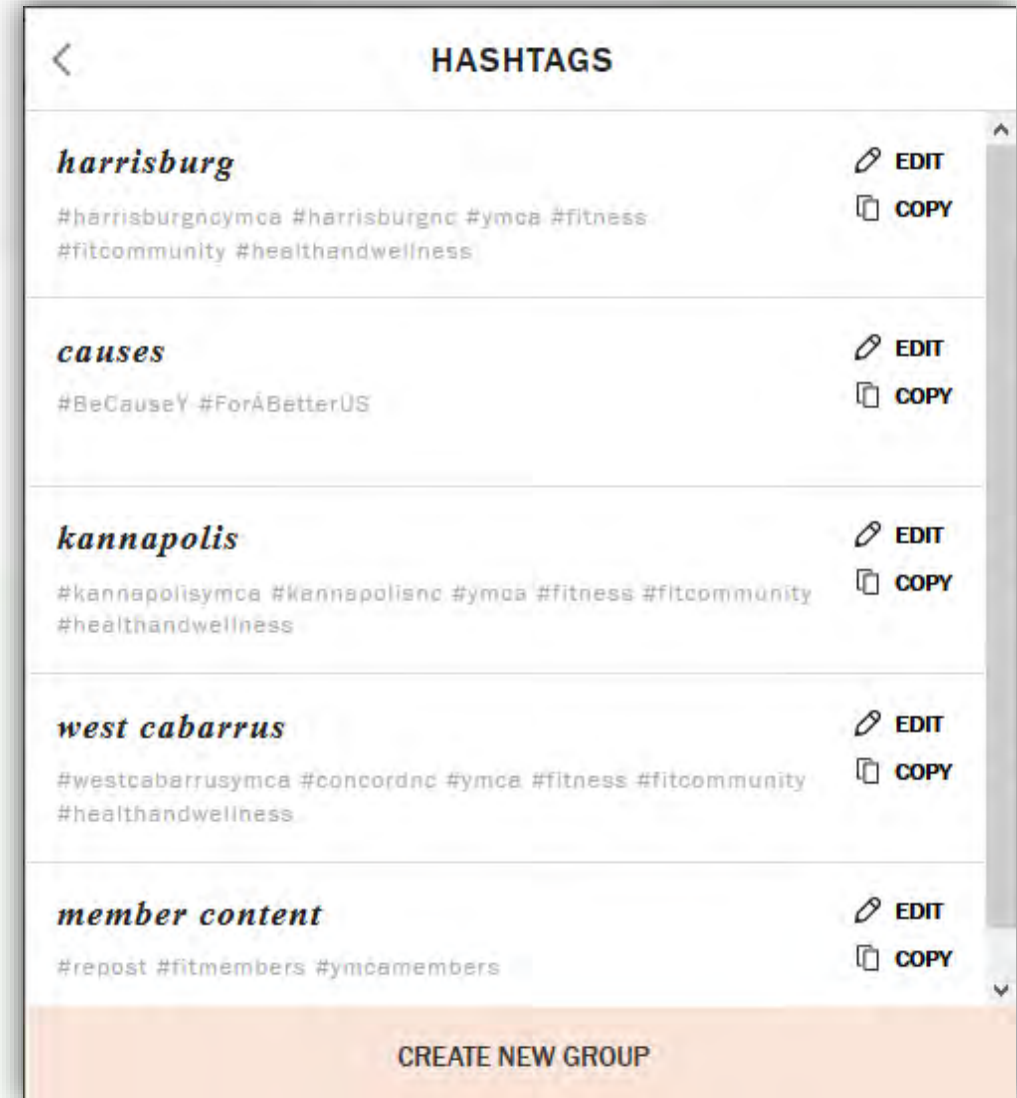 HASHTAGS
harrisburg
EDIT
#harrisburgncymca #harrisburgnc #ymca #fitness
COPY
#fitcommunity #healthandwellness
causes
EDIT
#BeCauseY #ForABetterUS
COPY
kannapolis
EDIT
#kannapolisymca #kannapolisnc #ymca #fitness #fitcommunity
COPY
#healthandwellness
west cabarrus
EDIT
#westcabarrusymca #concordnc #ymca #fitness #fitcommunity
COPY
#healthandwellness
member content
EDIT
#repost #fitmembers #ymcamembers
COPY
CREATE NEW GROUP